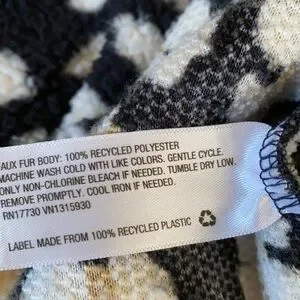 FAUX FUR BODY: 100% RECYCLED POLYESTER
MACHINE WASH COLD WITH LIKE COLORS. GENTLE CYCLE.
ONLY NON-CHLORINE BLEACH IF NEEDED. TUMBLE DRY LOW.
REMOVE PROMPTLY. COOL IRON IF NEEDED.
RN17730 VN1315930
LABEL MADE FROM 100% RECYCLED PLASTIC